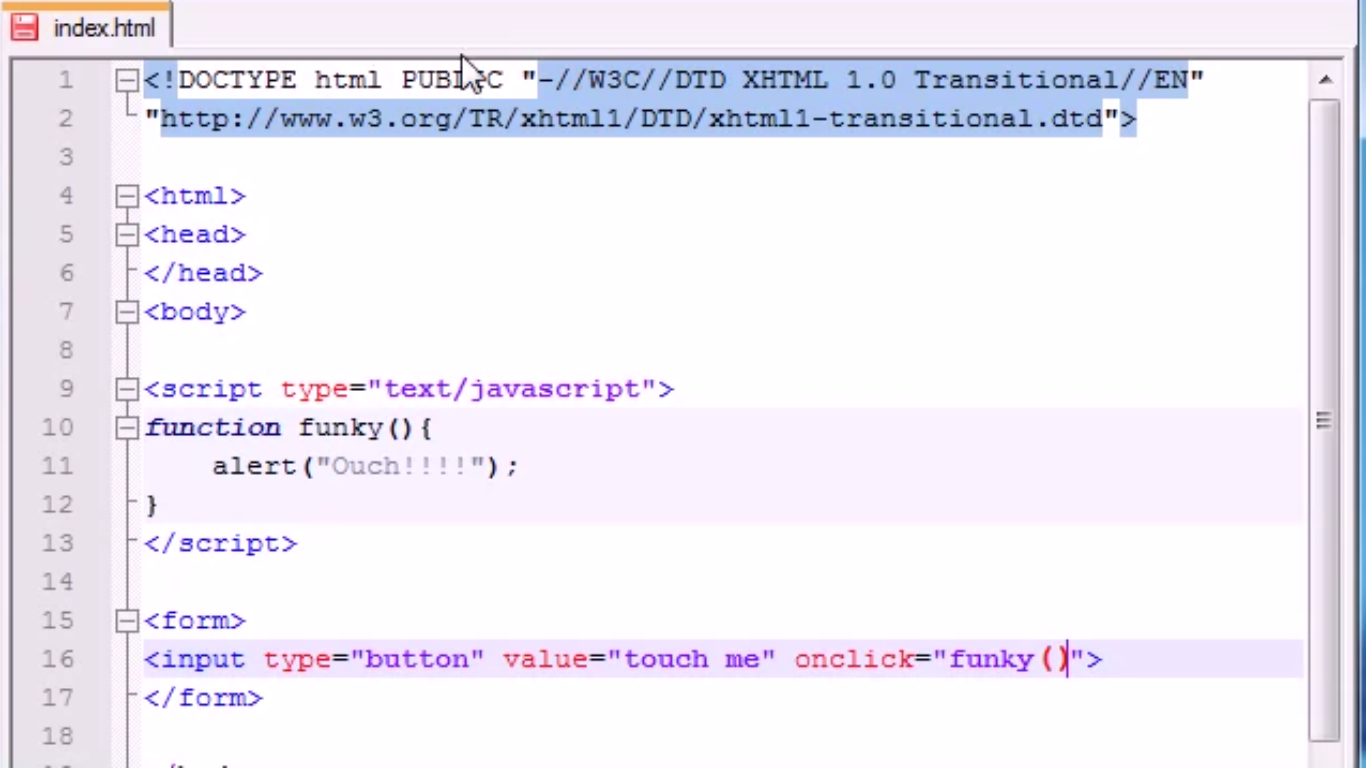 index.html
1 <!DOCTYPE html PUBLIC "-//W3C//DTD XHTML 1.0 Transitional//EN"
2 "http://www.w3.org/TR/xhtml1/DTD/xhtml1-transitional.dtd">
3
4 <html>
5 <head>
6 </head>
7 <body>
8
9 <script type="text/javascript">
10 function funky(){
11 alert("Ouch!!!!");
12 }
13 </script>
14
15 <form>
16 <input type="button" value="touch me" onclick="funky()">
17 </form>
18